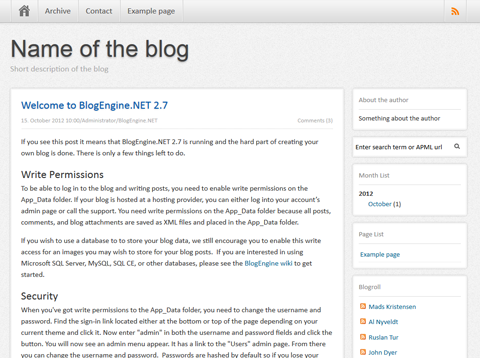 Archive Contact Example page
Name of the blog
Short description of the blog
Welcome to BlogEngine.NET 2.7
15. October 2012 10:00/Administrator/BlogEngine.NET Comments (3)
If you see this post it means that BlogEngine.NET 2.7 is running and the hard part of creating your
own blog is done. There is only a few things left to do.
Write Permissions
To be able to log in to the blog and writing posts, you need to enable write permissions on the
App_Data folder. If your blog is hosted at a hosting provider, you can either log into your account's
admin page or call the support. You need write permissions on the App_Data folder because all posts,
comments, and blog attachments are saved as XML files and placed in the App_Data folder.
If you wish to use a database to to store your blog data, we still encourage you to enable this write
access for an images you may wish to store for your blog posts. If you are interested in using
Microsoft SQL Server, MySQL, SQL CE, or other databases, please see the BlogEngine wiki to get
started.
Security
When you've got write permissions to the App_Data folder, you need to change the username and
password. Find the sign-in link located either at the bottom or top of the page depending on your
current theme and click it. Now enter "admin" in both the username and password fields and click the
button. You will now see an admin menu appear. It has a link to the "Users" admin page. From there
you can change the username and password. Passwords are hashed by default so if you lose your
About the author
Something about the author
Enter search term or APML url
Month List
2012
October (1)
Page List
Example page
Blogroll
Mads Kristensen
Al Nyveldt
Ruslan Tur
John Dyer